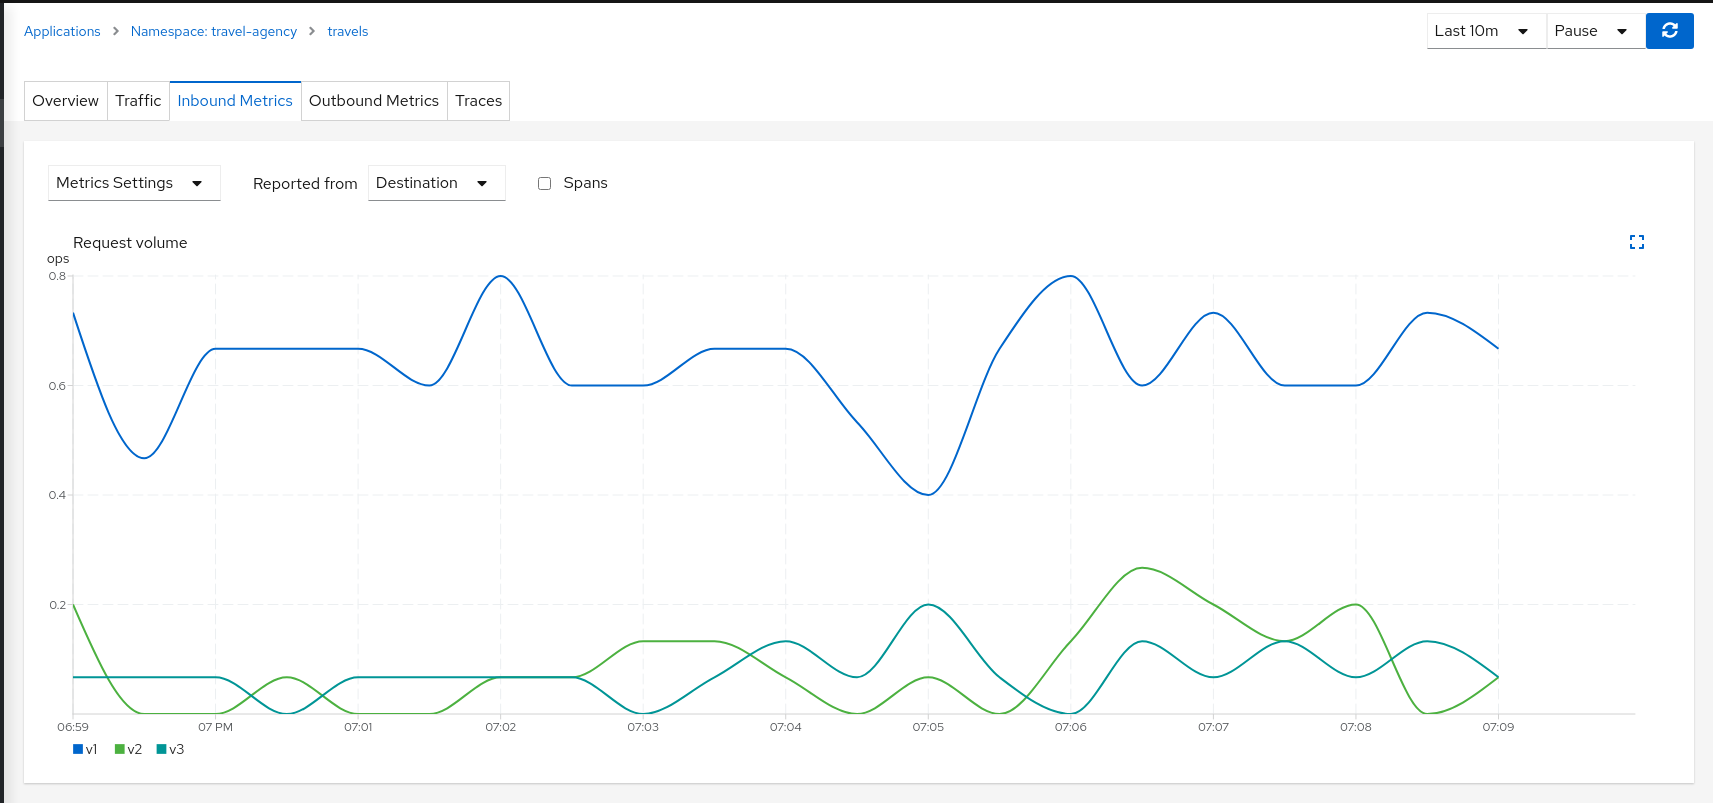 Applications > Namespace: travel-agency > travels
Last 10m Pause
Overview Traffic Inbound Metrics Outbound Metrics Traces
Metrics Settings Reported from Destination Spans
Request volume
ops
0.8
0.6
0.4
0.2
06:59 07 PM 07:01 07:02 07:03 07:04 07:05 07:06 07:07 07:08 07:09
v1 v2 v3